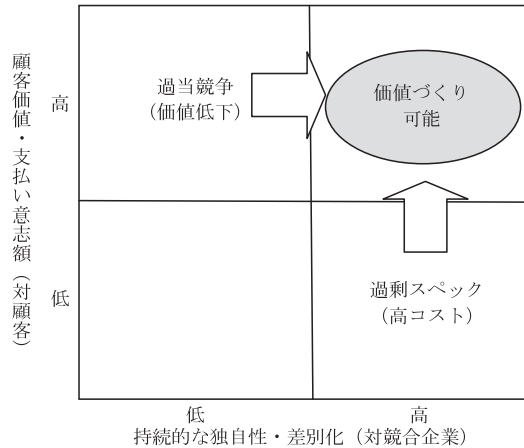 顧客価値・支払い意志額（対顧客）
高
過当競争
（価値低下）
価値づくり
可能
低
過剰スペック
（高コスト）
低
高
持続的な独自性・差別化（対競合企業）